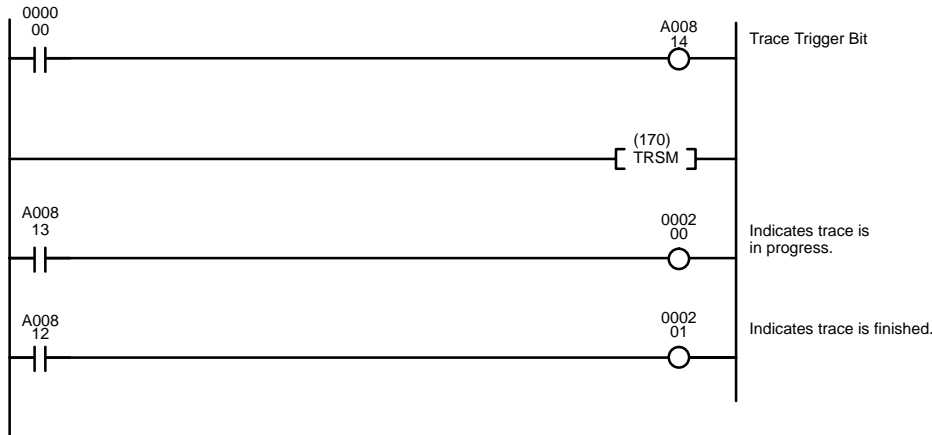 0000
00
A008
14
Trace Trigger Bit
(170)
TRSM
A008
13
0002
00
Indicates trace is
in progress.
A008
12
0002
01
Indicates trace is finished.